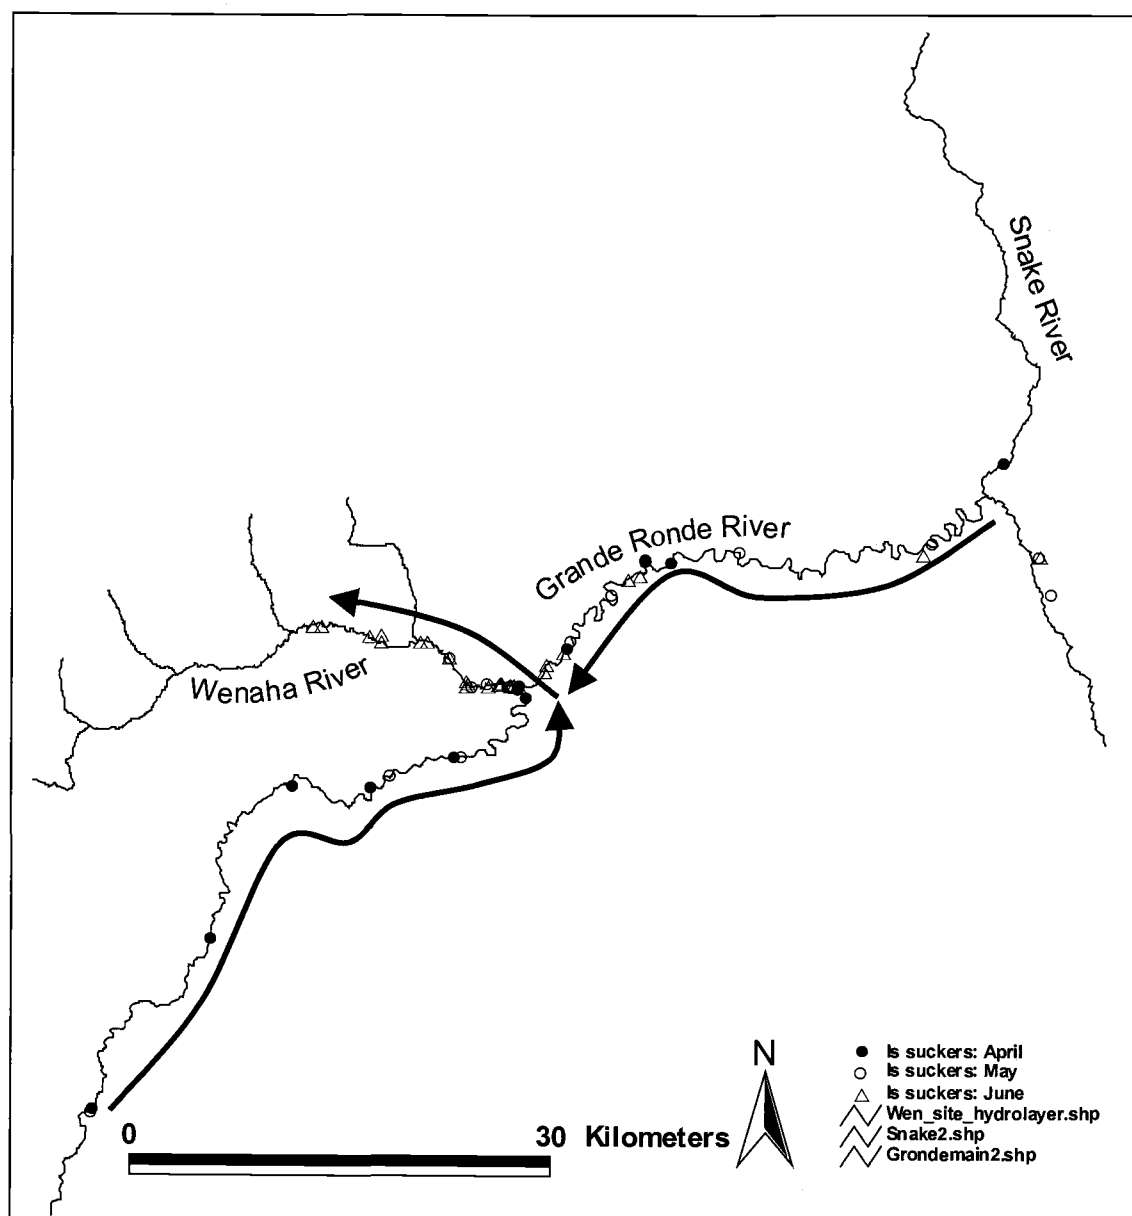 Snake River
Grande Ronde River
Wenaha River
N
ls suckers: April
ls suckers: May
ls suckers: June
Wen_site_hydrolayer.shp
Snake2.shp
Grondemain2.shp
0 30 Kilometers